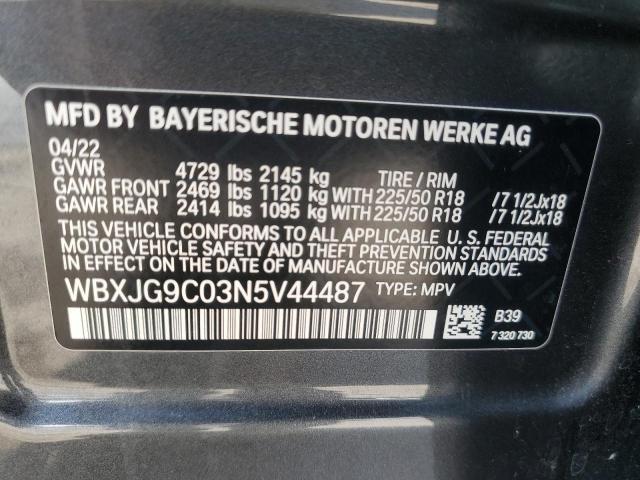 MFD BY BAYERISCHE MOTOREN WERKE AG
04/22
GVWR 4729 lbs 2145 kg TIRE / RIM
GAWR FRONT 2469 lbs 1120 kg WITH 225/50 R18 /7 1/2Jx18
GAWR REAR 2414 lbs 1095 kg WITH 225/50 R18 /7 1/2Jx18
THIS VEHICLE CONFORMS TO ALL APPLICABLE U. S. FEDERAL
MOTOR VEHICLE SAFETY AND THEFT PREVENTION STANDARDS
IN EFFECT ON THE DATE OF MANUFACTURE SHOWN ABOVE.
WBXJG9C03N5V44487 TYPE: MPV
B39
7 320 730